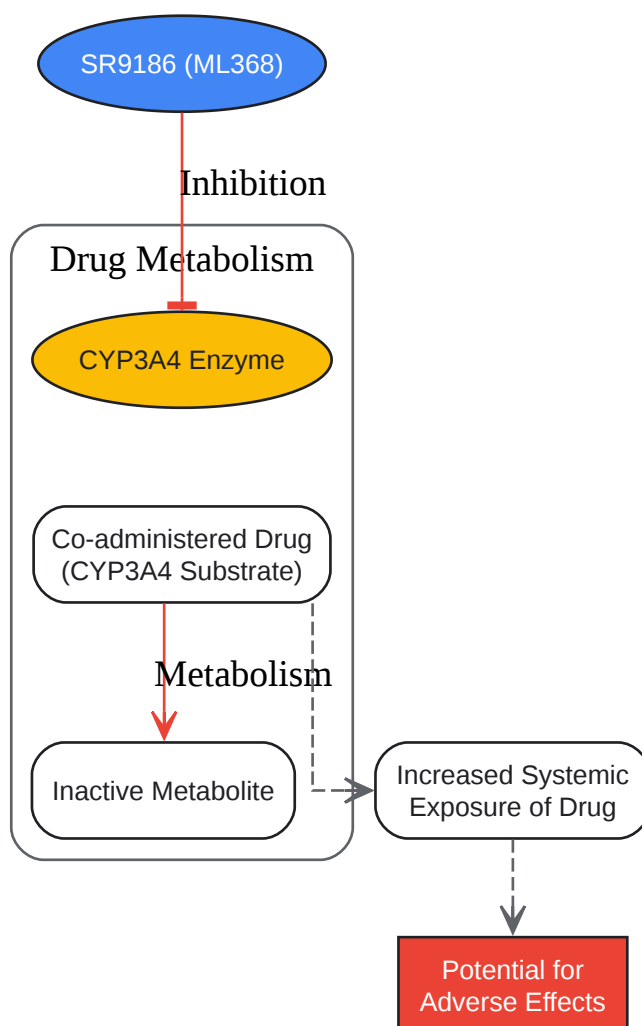 SR9186 (ML368)
Inhibition
Drug Metabolism
CYP3A4 Enzyme
Co-administered Drug
(CYP3A4 Substrate)
Metabolism
Inactive Metabolite
Increased Systemic
Exposure of Drug
Potential for
Adverse Effects